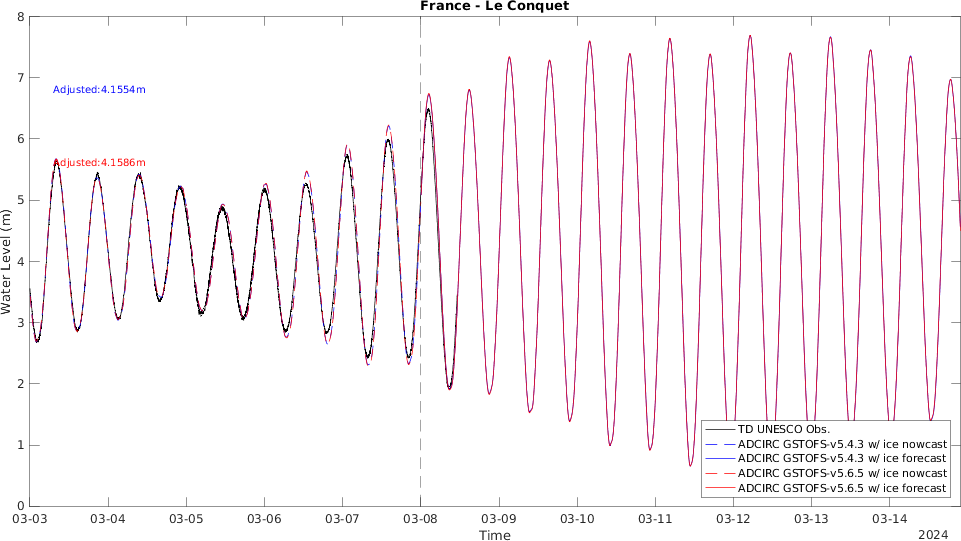 France - Le Conquet
8
7
6
5
4
3
2
1
0
Water Level (m)
Adjusted:4.1554m
Adjusted:4.1586m
TD UNESCO Obs.
ADCIRC GSTOFS-v5.4.3 w/ ice nowcast
ADCIRC GSTOFS-v5.4.3 w/ ice forecast
ADCIRC GSTOFS-v5.6.5 w/ ice nowcast
ADCIRC GSTOFS-v5.6.5 w/ ice forecast
03-03 03-04 03-05 03-06 03-07 03-08 03-09 03-10 03-11 03-12 03-13 03-14
Time
2024